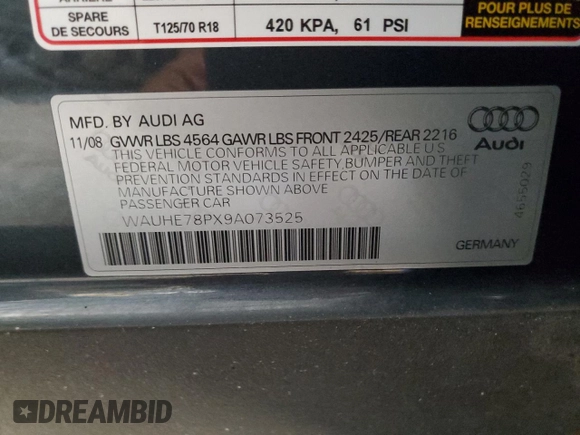 SPARE
DE SECOURS
T125/70 R18
420 KPA, 61 PSI
POUR PLUS DE
RENSEIGNEMENTS
MFD. BY AUDI AG
11/08 GVWR LBS 4564 GAWR LBS FRONT 2425/REAR 2216
THIS VEHICLE CONFORMS TO ALL APPLICABLE U.S.
FEDERAL MOTOR VEHICLE SAFETY, BUMPER AND THEFT
PREVENTION STANDARDS IN EFFECT ON THE DATE OF
MANUFACTURE SHOWN ABOVE
PASSENGER CAR
WAUHE78PX9A073525
Audi
4655029
GERMANY
DREAMBID